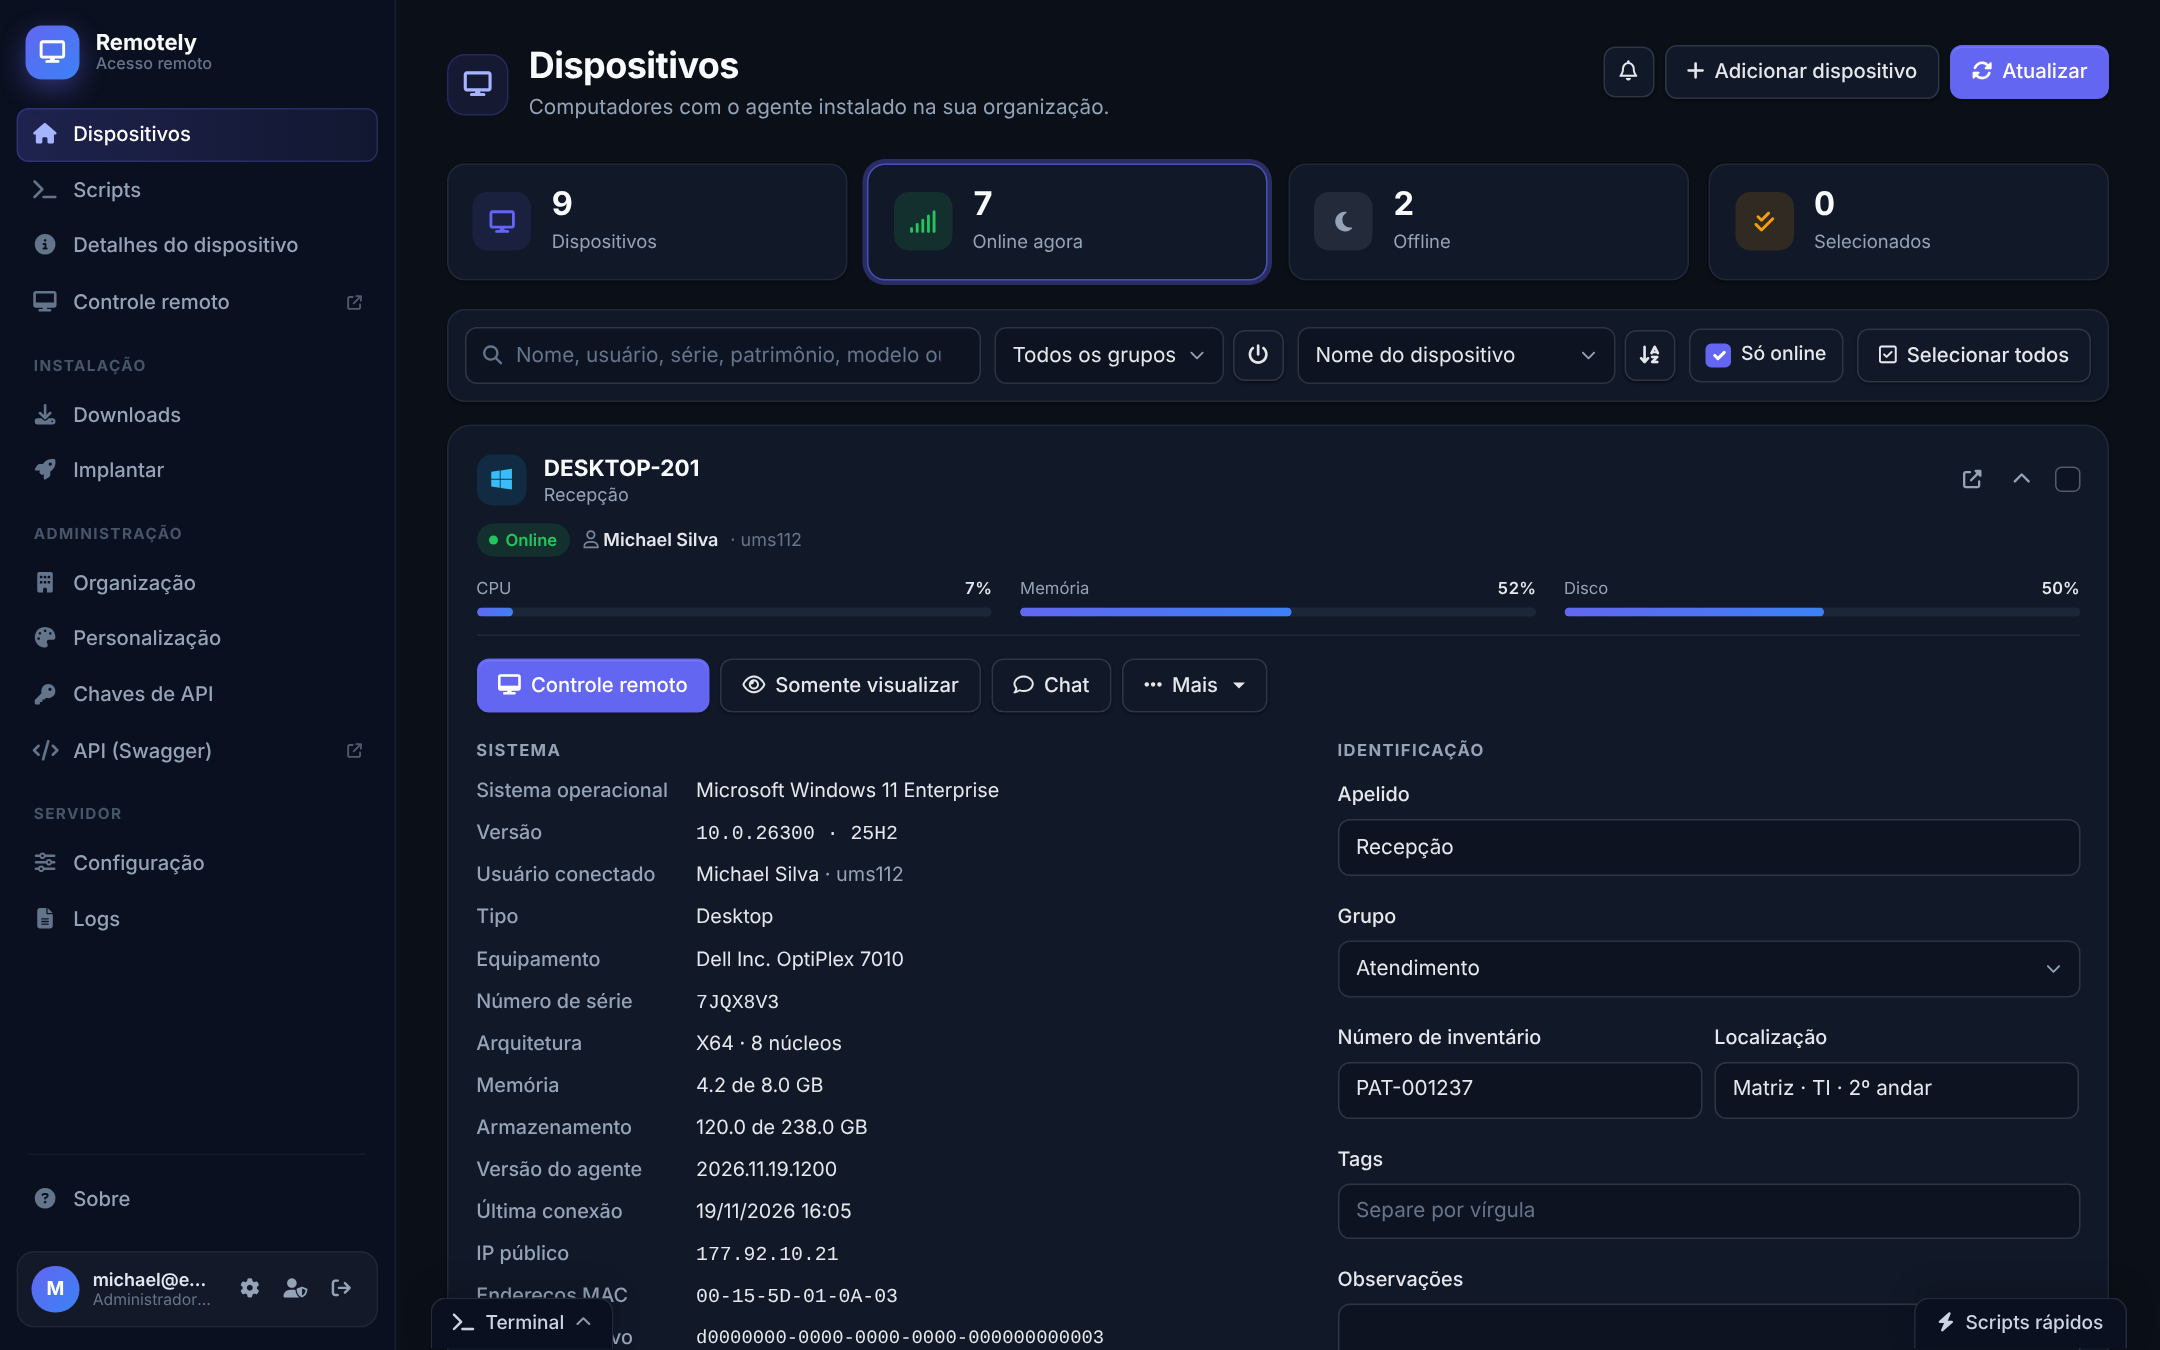 Remotely
Acesso remoto
Dispositivos
Scripts
Detalhes do dispositivo
Controle remoto
INSTALAÇÃO
Downloads
Implantar
ADMINISTRAÇÃO
Organização
Personalização
Chaves de API
API (Swagger)
SERVIDOR
Configuração
Logs
Sobre
M
michael@e...
Administrador...
Dispositivos
Computadores com o agente instalado na sua organização.
Adicionar dispositivo
Atualizar
9
Dispositivos
7
Online agora
2
Offline
0
Selecionados
Nome, usuário, série, patrimônio, modelo ou
Todos os grupos
Nome do dispositivo
Só online
Selecionar todos
DESKTOP-201
Recepção
Online
Michael Silva · ums112
CPU 7%
Memória 52%
Disco 50%
Controle remoto
Somente visualizar
Chat
Mais
SISTEMA
Sistema operacional Microsoft Windows 11 Enterprise
Versão 10.0.26300 · 25H2
Usuário conectado Michael Silva · ums112
Tipo Desktop
Equipamento Dell Inc. OptiPlex 7010
Número de série 7JQX8V3
Arquitetura X64 · 8 núcleos
Memória 4.2 de 8.0 GB
Armazenamento 120.0 de 238.0 GB
Versão do agente 2026.11.19.1200
Última conexão 19/11/2026 16:05
IP público 177.92.10.21
Endereços MAC 00-15-5D-01-0A-03
vo d0000000-0000-0000-0000-000000000003
IDENTIFICAÇÃO
Apelido
Recepção
Grupo
Atendimento
Número de inventário
PAT-001237
Localização
Matriz · TI · 2º andar
Tags
Separe por vírgula
Observações
Terminal
Scripts rápidos